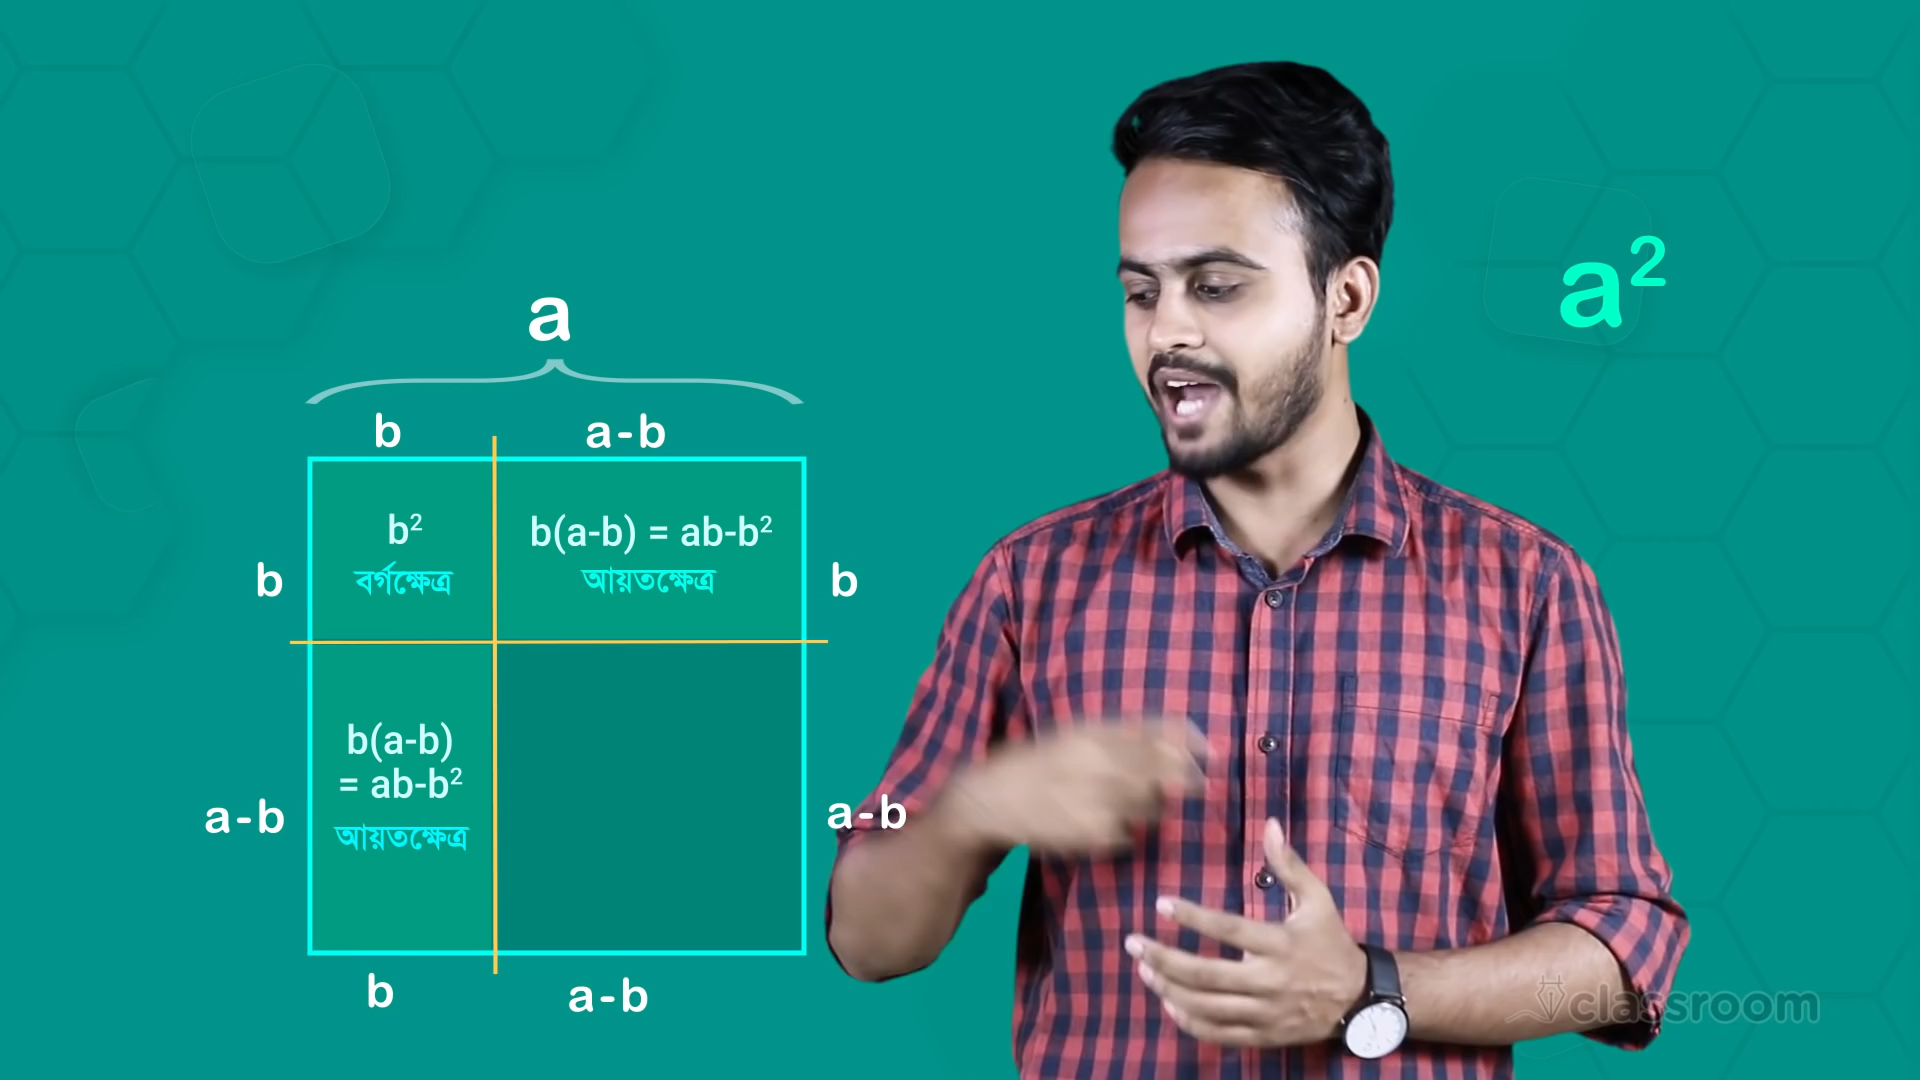 a
a²
b
a-b
b²
b(a-b) = ab-b²
বর্গক্ষেত্র
আয়তক্ষেত্র
b
b
b(a-b)
= ab-b²
আয়তক্ষেত্র
a-b
a-b
b
a-b
classroom